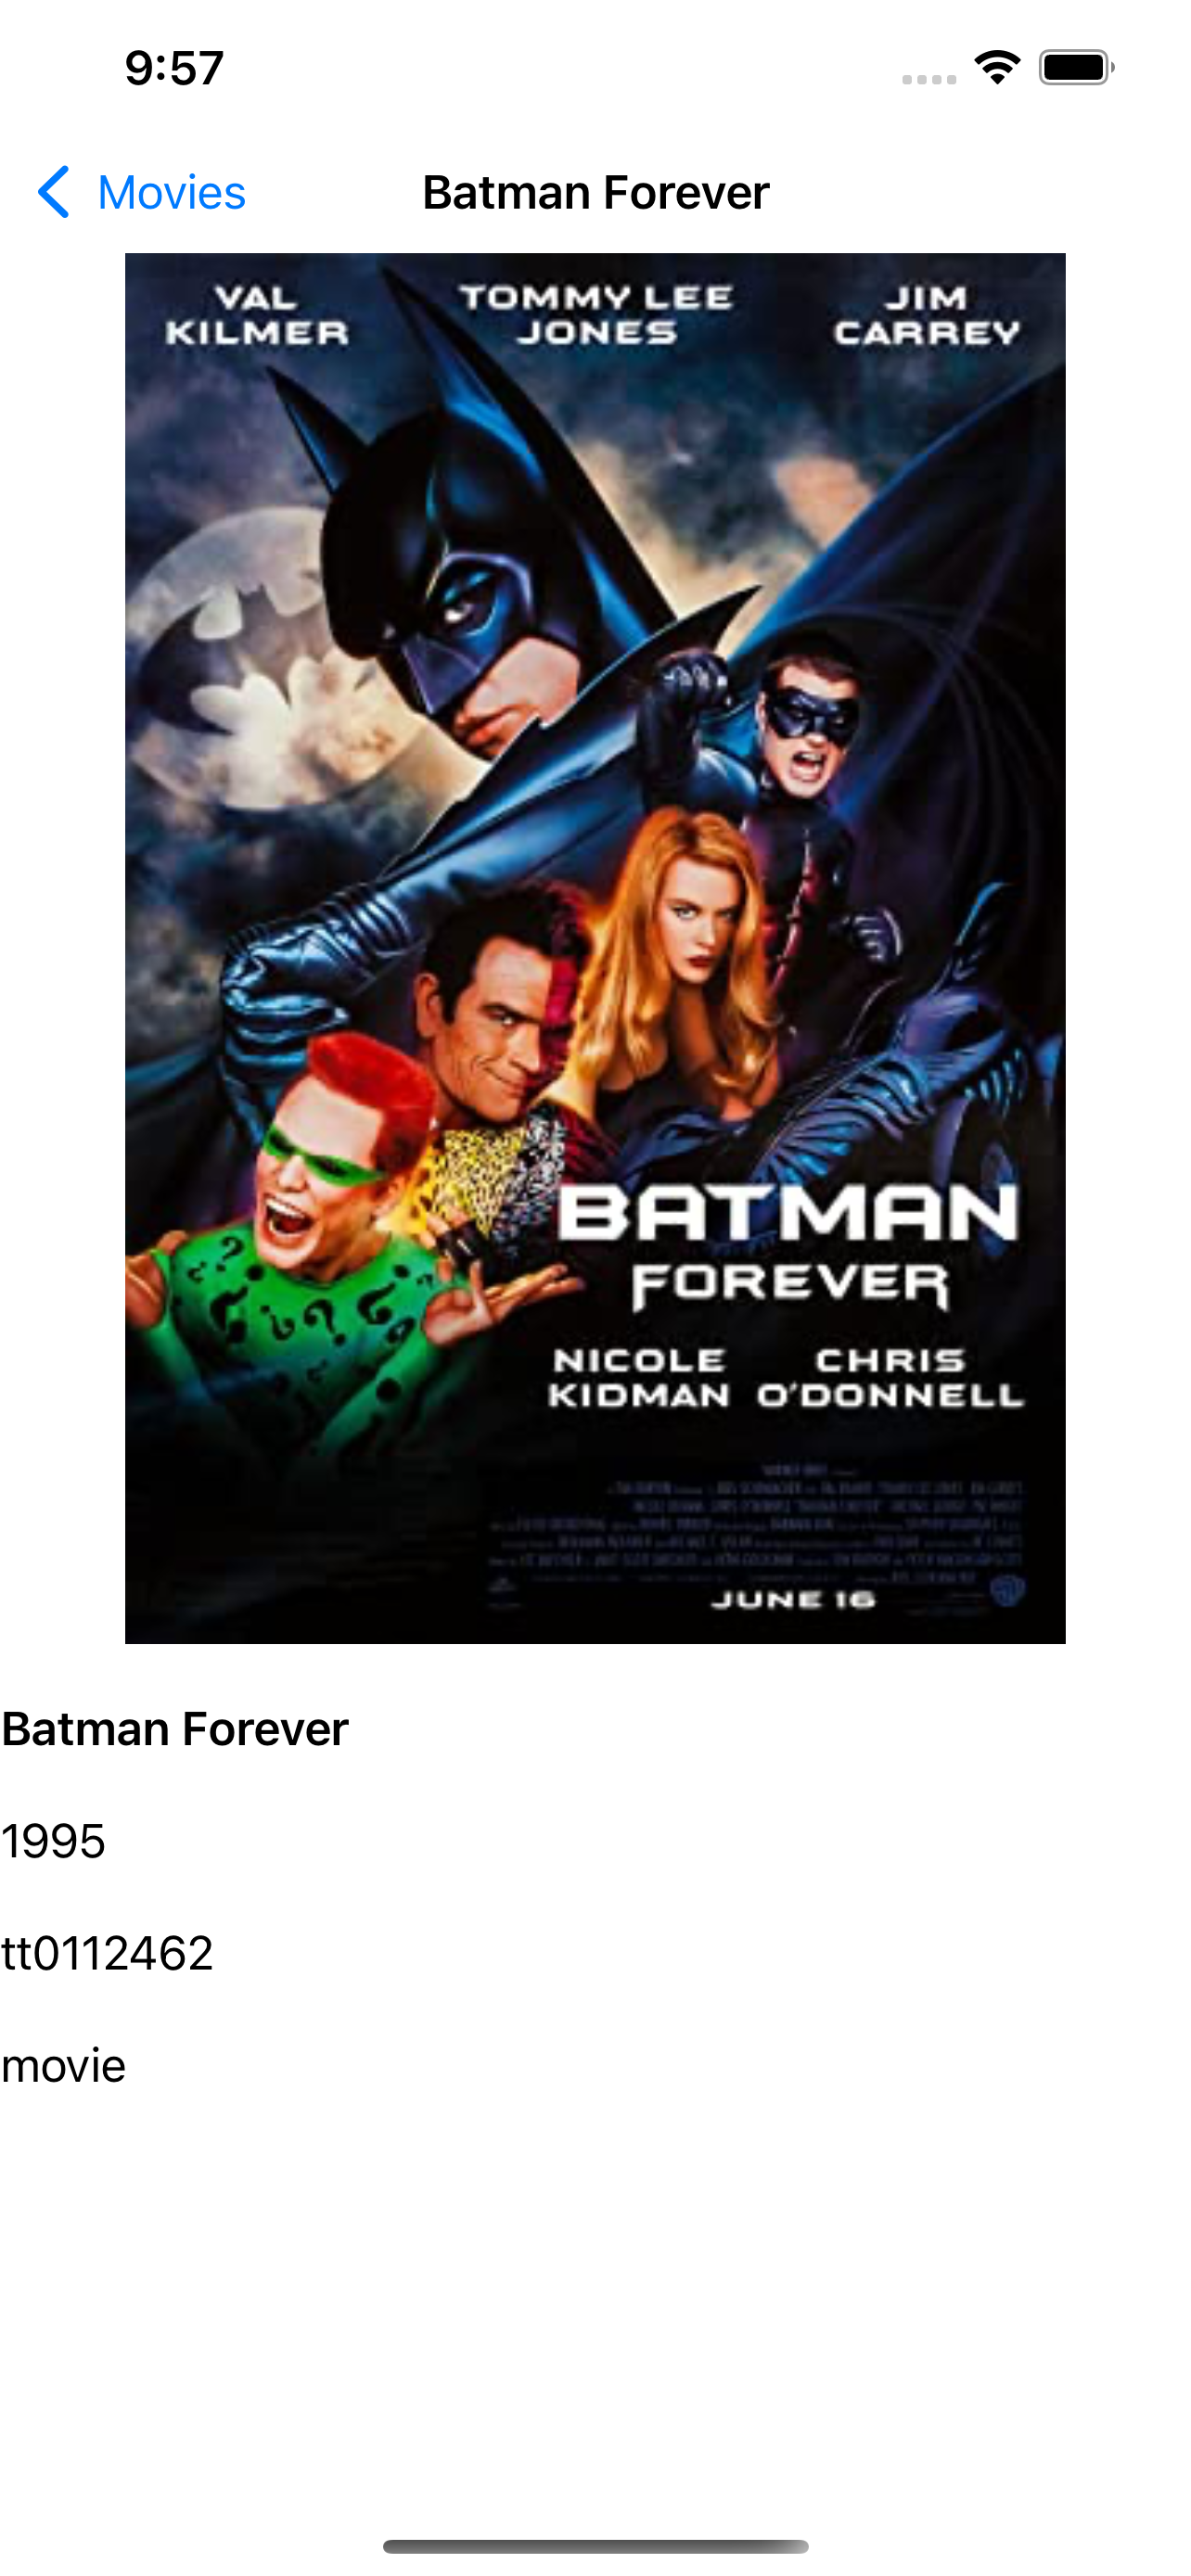 9:57
Movies
Batman Forever
VAL TOMMY LEE JIM
KILMER JONES CARREY
BATMAN
FOREVER
NICOLE CHRIS
KIDMAN O'DONNELL
JUNE 16
Batman Forever
1995
tt0112462
movie